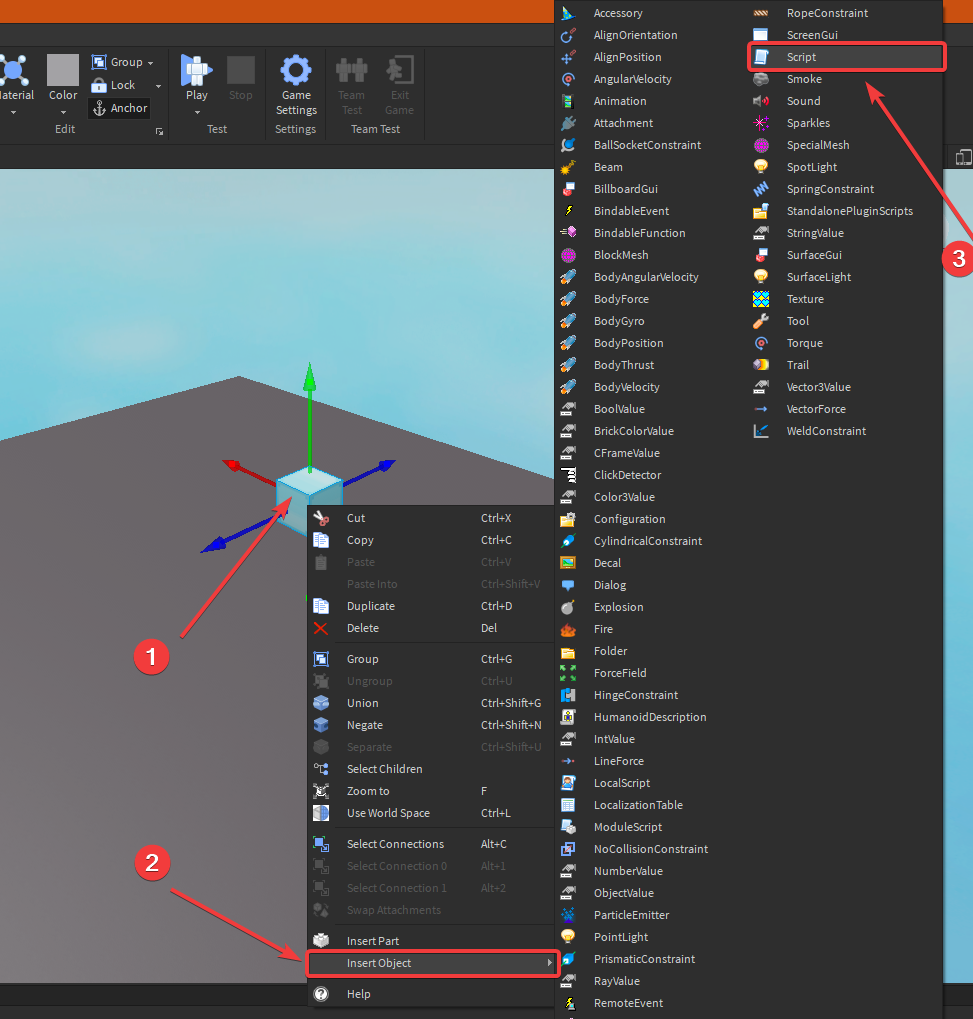 Material
Color
Group
Lock
Anchor
Edit
Play
Stop
Test
Game
Settings
Settings
Team
Test
Exit
Game
Team Test
1
2
3
Cut Ctrl+X
Copy Ctrl+C
Paste Ctrl+V
Paste Into Ctrl+Shift+V
Duplicate Ctrl+D
Delete Del
Group Ctrl+G
Ungroup Ctrl+U
Union Ctrl+Shift+G
Negate Ctrl+Shift+N
Separate Ctrl+Shift+U
Select Children
Zoom to F
Use World Space Ctrl+L
Select Connections Alt+C
Select Connection 0 Alt+1
Select Connection 1 Alt+2
Swap Attachments
Insert Part
Insert Object
Help
Accessory
AlignOrientation
AlignPosition
AngularVelocity
Animation
Attachment
BallSocketConstraint
Beam
BillboardGui
BindableEvent
BindableFunction
BlockMesh
BodyAngularVelocity
BodyForce
BodyGyro
BodyPosition
BodyThrust
BodyVelocity
BoolValue
BrickColorValue
CFrameValue
ClickDetector
Color3Value
Configuration
CylindricalConstraint
Decal
Dialog
Explosion
Fire
Folder
ForceField
HingeConstraint
HumanoidDescription
IntValue
LineForce
LocalScript
LocalizationTable
ModuleScript
NoCollisionConstraint
NumberValue
ObjectValue
ParticleEmitter
PointLight
PrismaticConstraint
RayValue
RemoteEvent
RopeConstraint
ScreenGui
Script
Smoke
Sound
Sparkles
SpecialMesh
SpotLight
SpringConstraint
StandalonePluginScripts
StringValue
SurfaceGui
SurfaceLight
Texture
Tool
Torque
Trail
Vector3Value
VectorForce
WeldConstraint